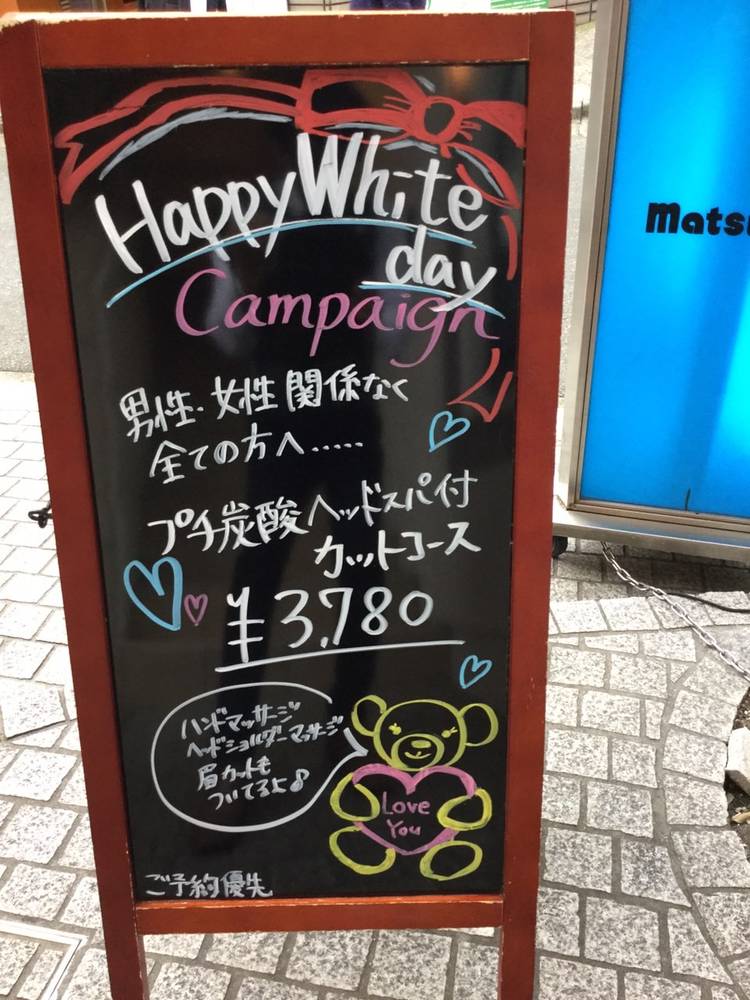 Happy White
day
Campaign
男性・女性関係なく
全ての方へ‥‥‥
プチ炭酸ヘッドスパ付
カットコース
¥3,780
ハンドマッサージ
ヘッドショルダーマッサージ
眉カットも
ついてるよ♪
Love
You
ご予約優先
Mats